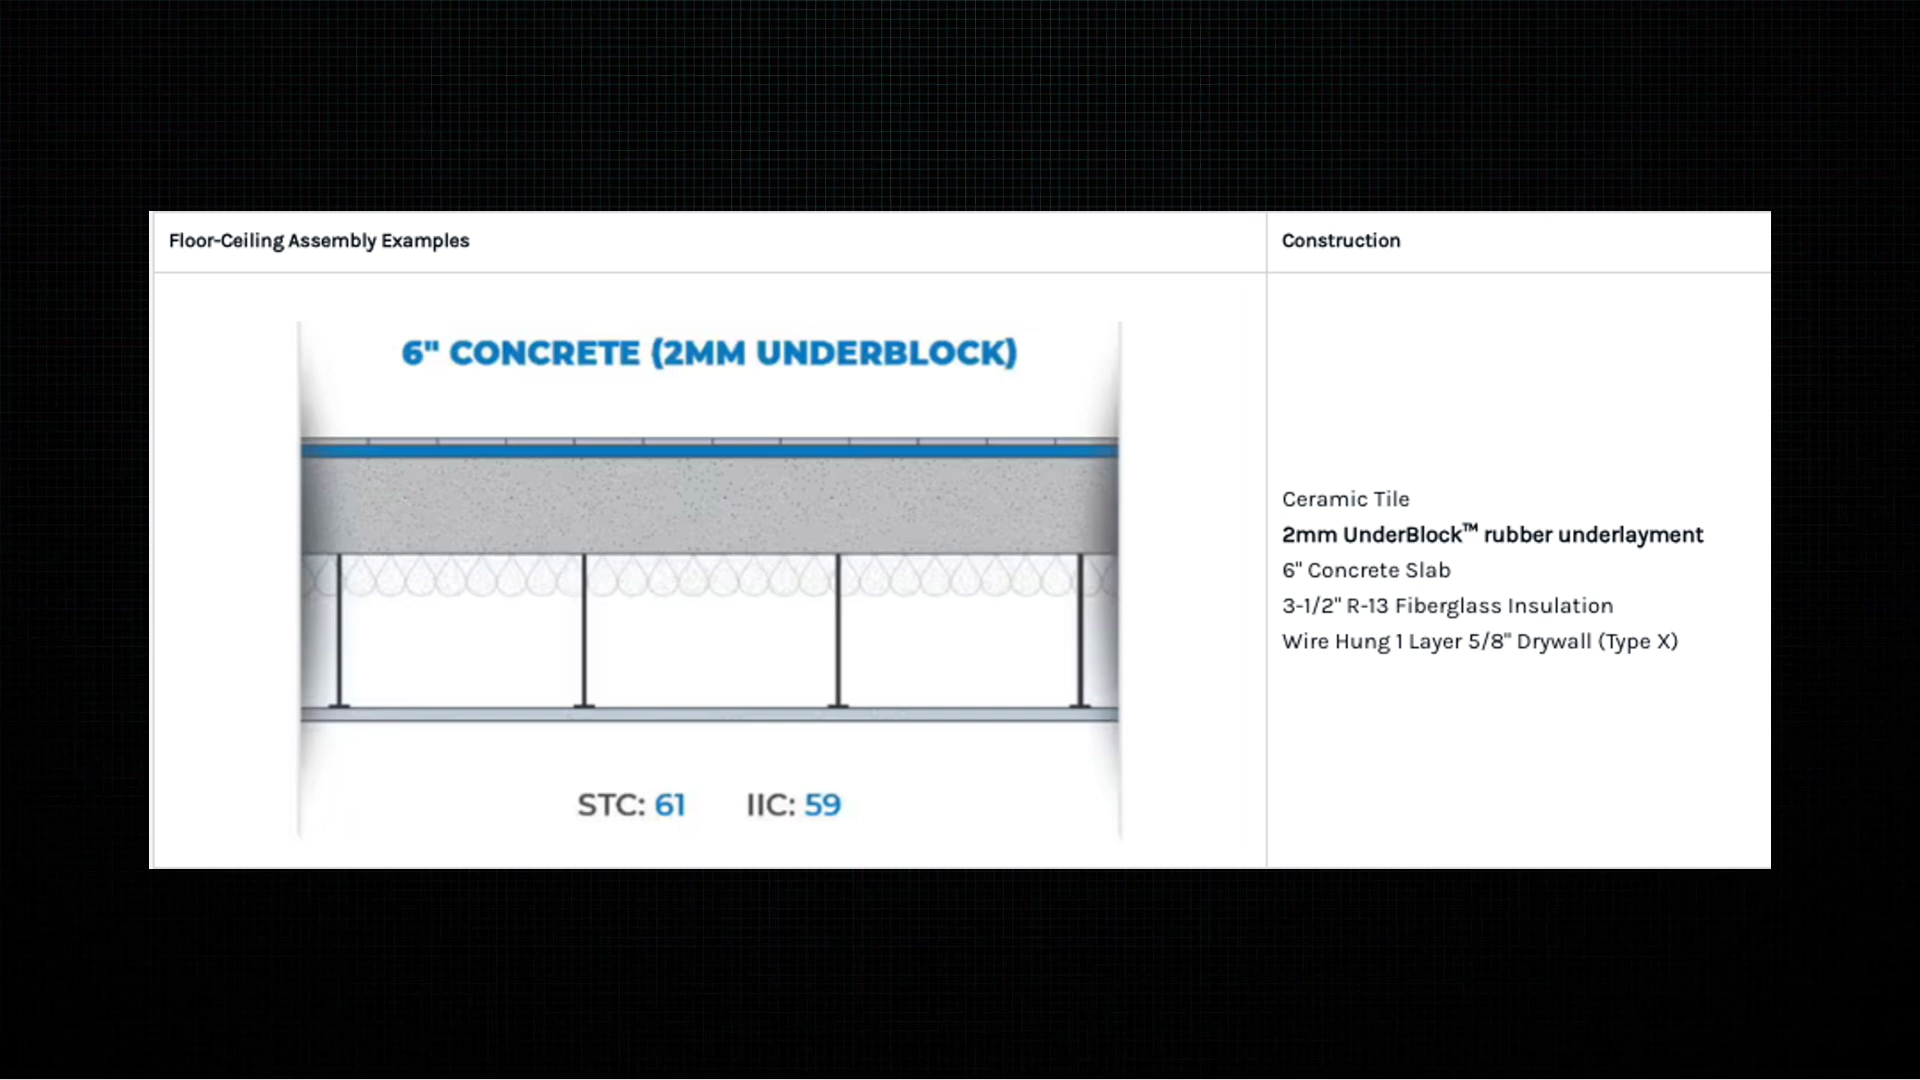 Floor-Ceiling Assembly Examples
Construction
6" CONCRETE (2MM UNDERBLOCK)
STC: 61 IIC: 59
Ceramic Tile
2mm UnderBlock™ rubber underlayment
6" Concrete Slab
3-1/2" R-13 Fiberglass Insulation
Wire Hung 1 Layer 5/8" Drywall (Type X)